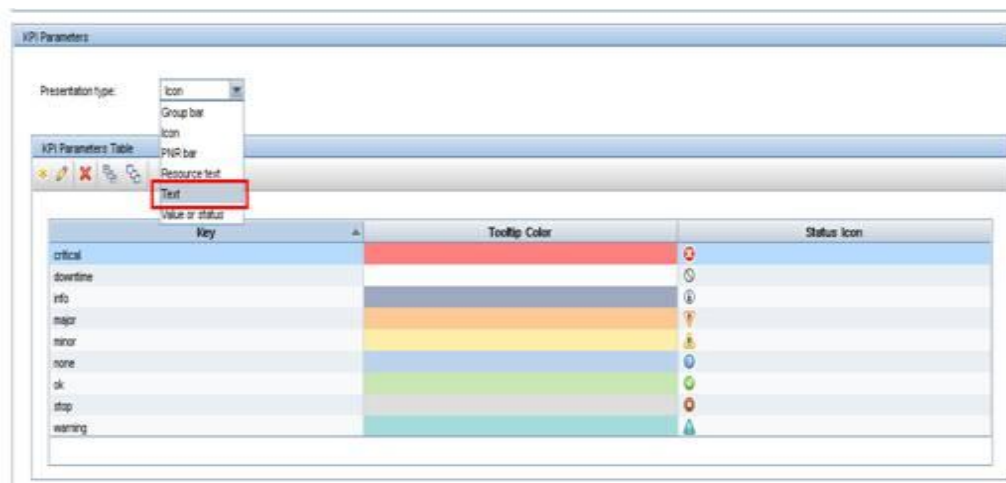 KPI Parameters
Presentation type: Icon
Group bar
Icon
KPI Parameters Table
PNR bar
Resource text
Text
Value or status
Key Tooltip Color Status Icon
critical
downtime
info
major
minor
none
ok
stop
warning